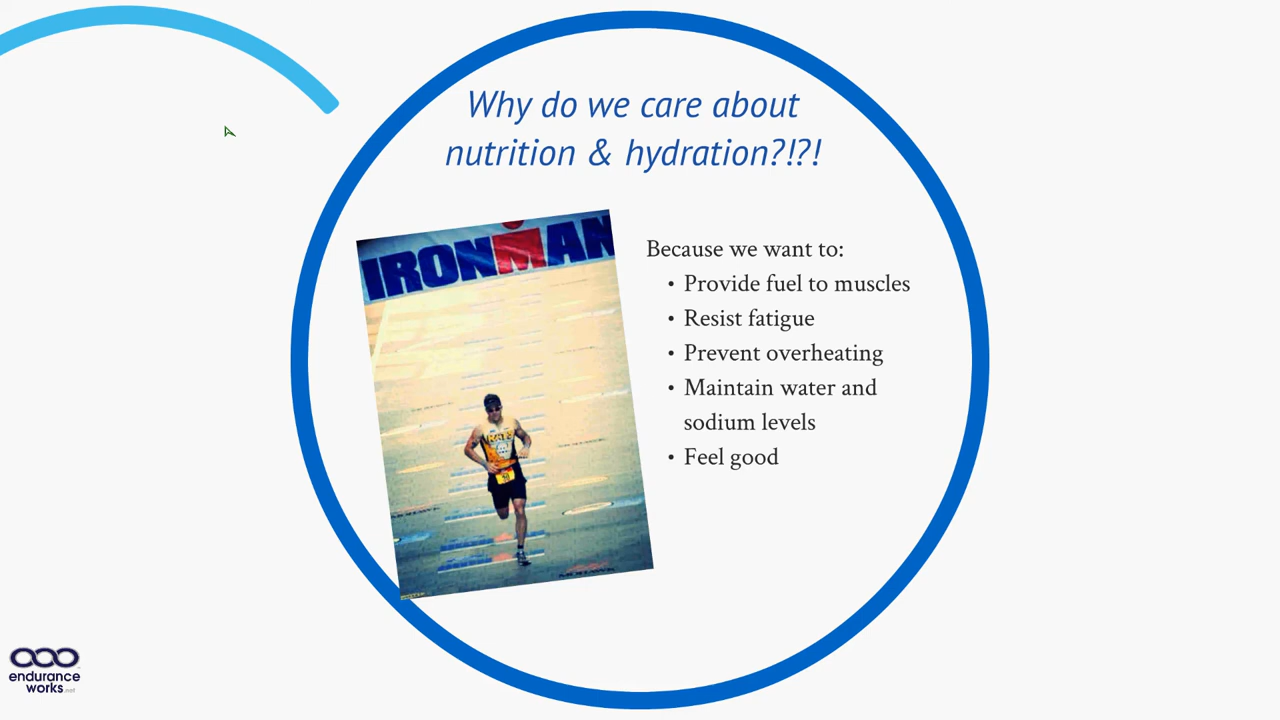 Why do we care about
nutrition & hydration?!?!
IRONMAN
Because we want to:
• Provide fuel to muscles
• Resist fatigue
• Prevent overheating
• Maintain water and
sodium levels
• Feel good
endurance
works.net